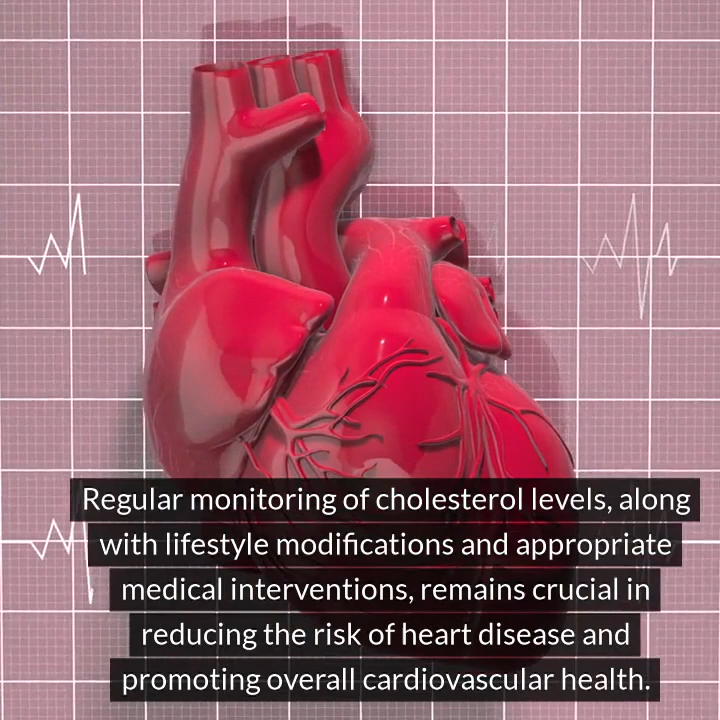 Regular monitoring of cholesterol levels, along
with lifestyle modifications and appropriate
medical interventions, remains crucial in
reducing the risk of heart disease and
promoting overall cardiovascular health.